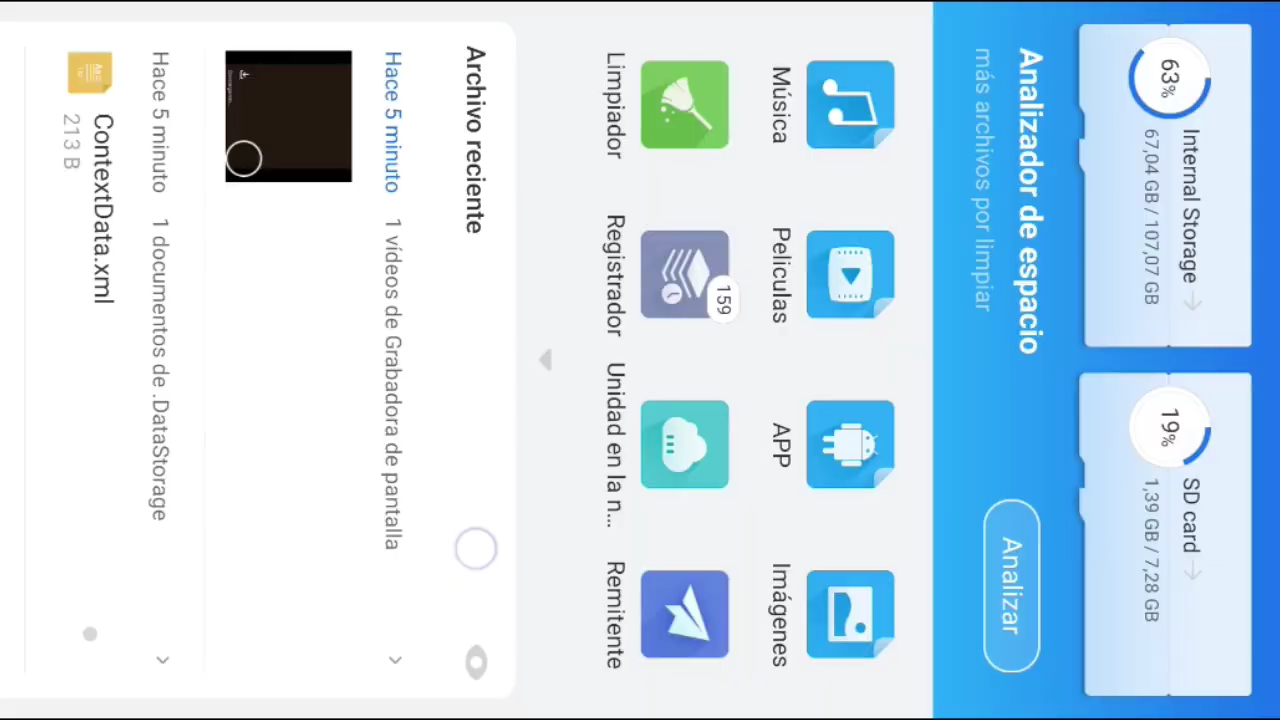 63%
Internal Storage
67,04 GB / 107,07 GB
19%
SD card
1,39 GB / 7,28 GB
Analizador de espacio
más archivos por limpiar
Analizar
Música
Peliculas
APP
Imágenes
159
Limpiador
Registrador
Unidad en la n...
Remitente
Archivo reciente
Hace 5 minuto
1 vídeos de Grabadora de pantalla
Hace 5 minuto
1 documentos de .DataStorage
ContextData.xml
213 B